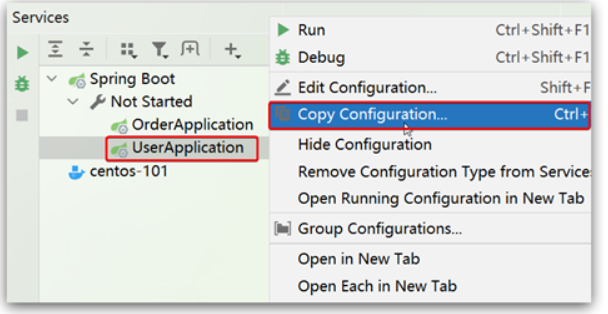 Services
Spring Boot
Not Started
OrderApplication
UserApplication
centos-101
Run Ctrl+Shift+F1
Debug Ctrl+Shift+F1
Edit Configuration... Shift+F
Copy Configuration... Ctrl+
Hide Configuration
Remove Configuration Type from Service
Open Running Configuration in New Tab
Group Configurations...
Open in New Tab
Open Each in New Tab